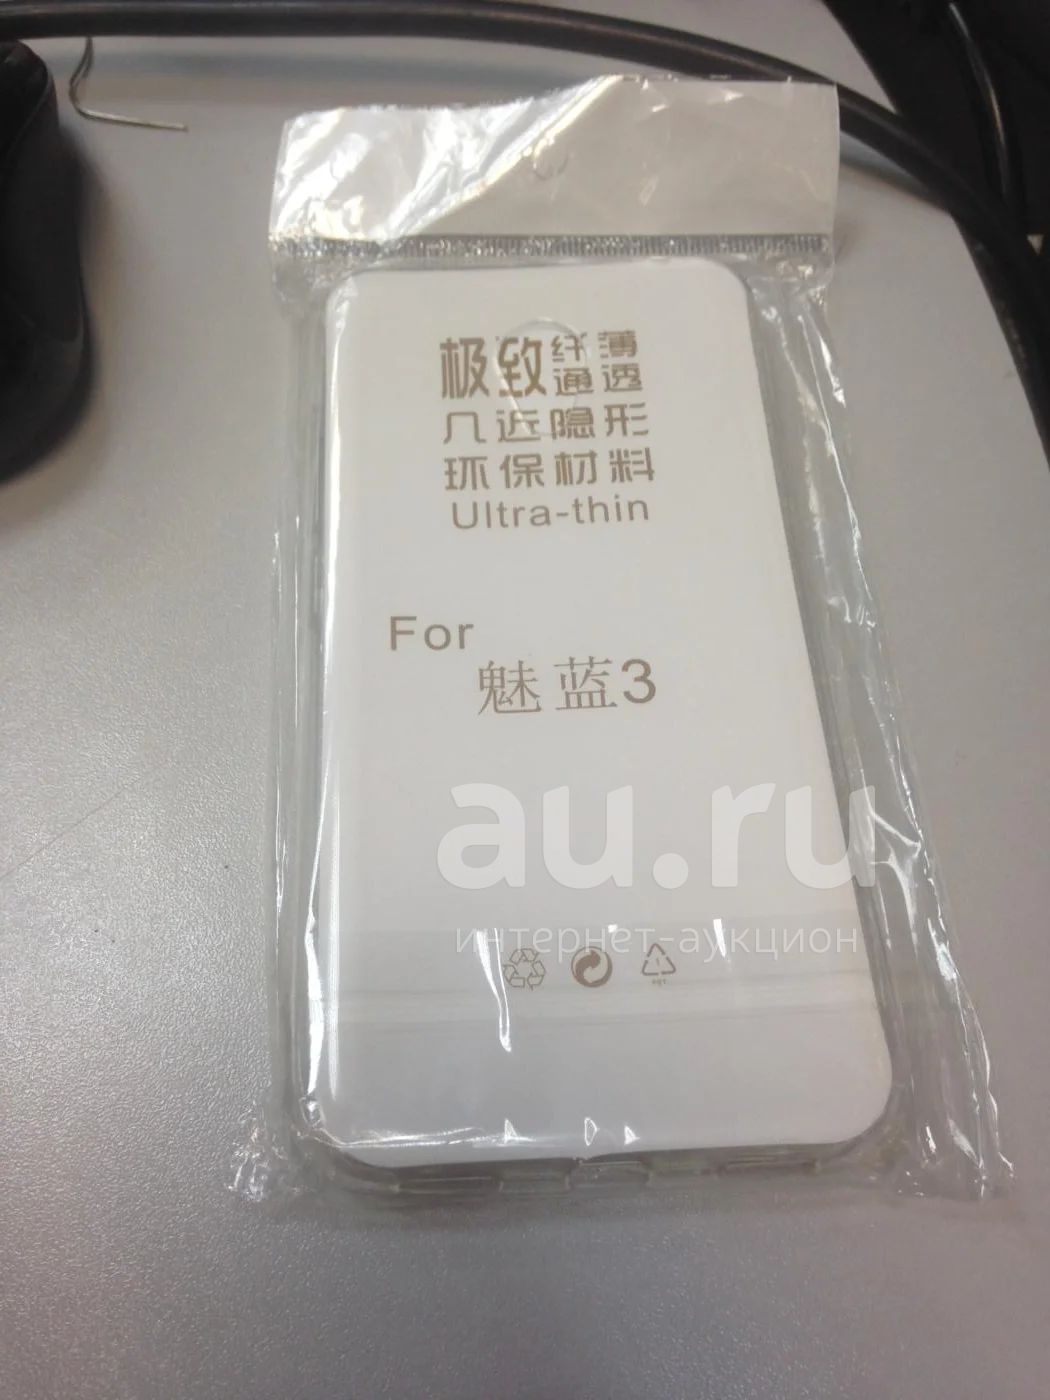 极致纤薄
通透
几近隐形
环保材料
Ultra-thin
For
魅蓝3
au.ru
интернет-аукцион